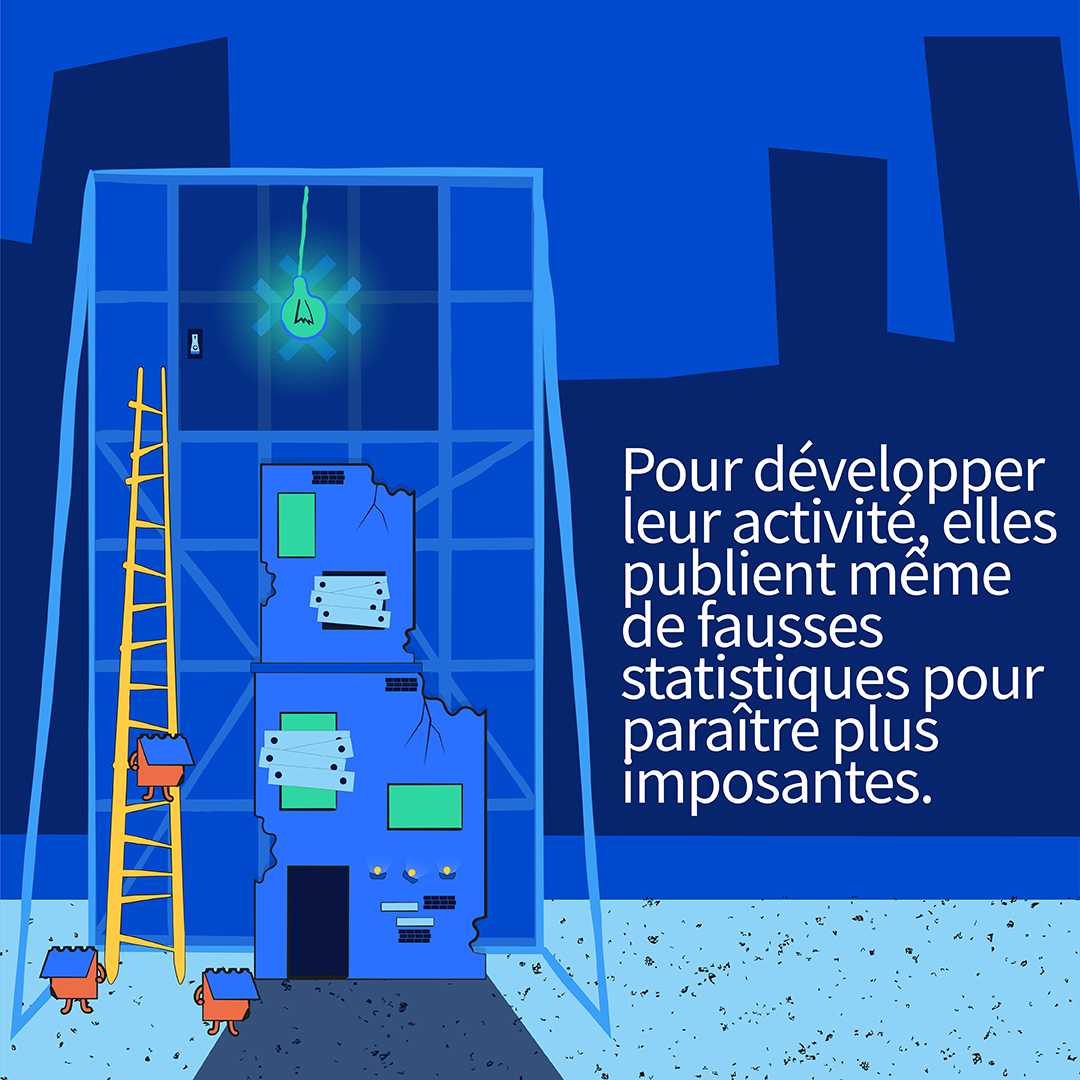 Pour développer
leur activité, elles
publient même
de fausses
statistiques pour
paraître plus
imposantes.